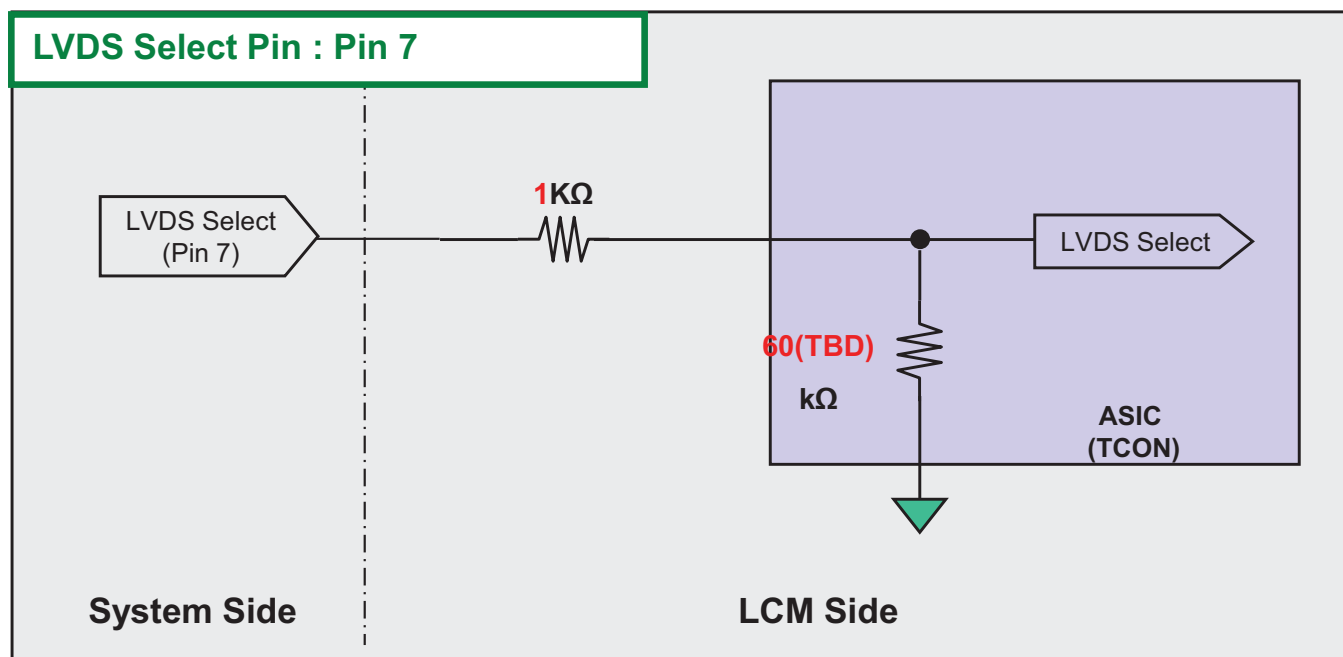 LVDS Select Pin : Pin 7
1KΩ
LVDS Select
(Pin 7)
LVDS Select
60(TBD)
kΩ
ASIC
(TCON)
System Side
LCM Side